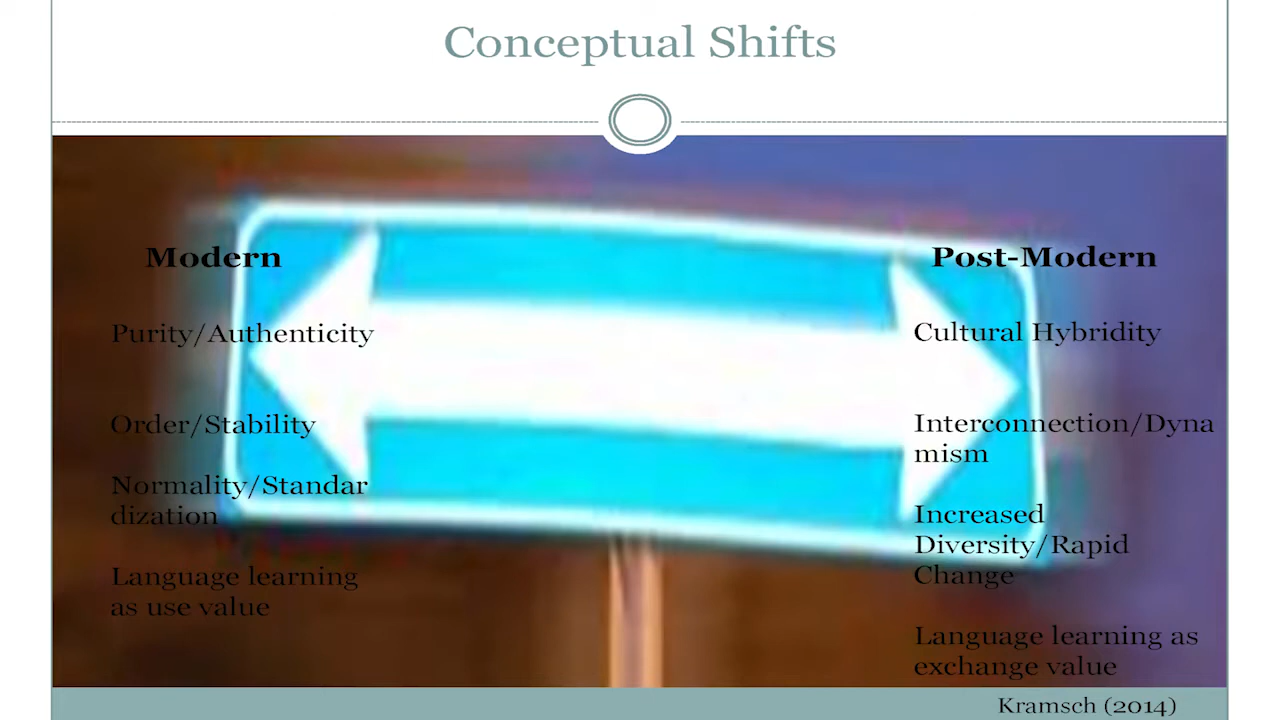 Conceptual Shifts
Modern
Purity/Authenticity
Order/Stability
Normality/Standar
dization
Language learning
as use value
Post-Modern
Cultural Hybridity
Interconnection/Dyna
mism
Increased
Diversity/Rapid
Change
Language learning as
exchange value
Kramsch (2014)